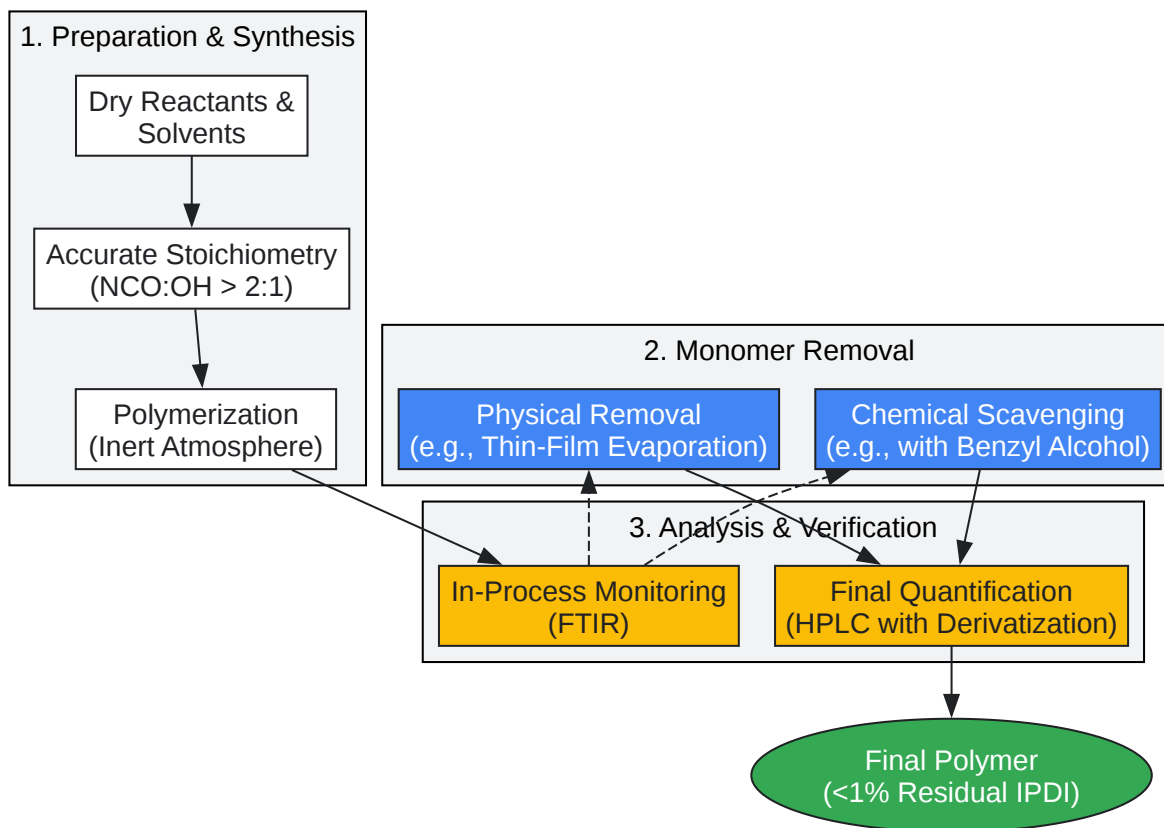 1. Preparation & Synthesis
Dry Reactants &
Solvents
Accurate Stoichiometry
(NCO:OH > 2:1)
Polymerization
(Inert Atmosphere)
2. Monomer Removal
Physical Removal
(e.g., Thin-Film Evaporation)
Chemical Scavenging
(e.g., with Benzyl Alcohol)
3. Analysis & Verification
In-Process Monitoring
(FTIR)
Final Quantification
(HPLC with Derivatization)
Final Polymer
(<1% Residual IPDI)